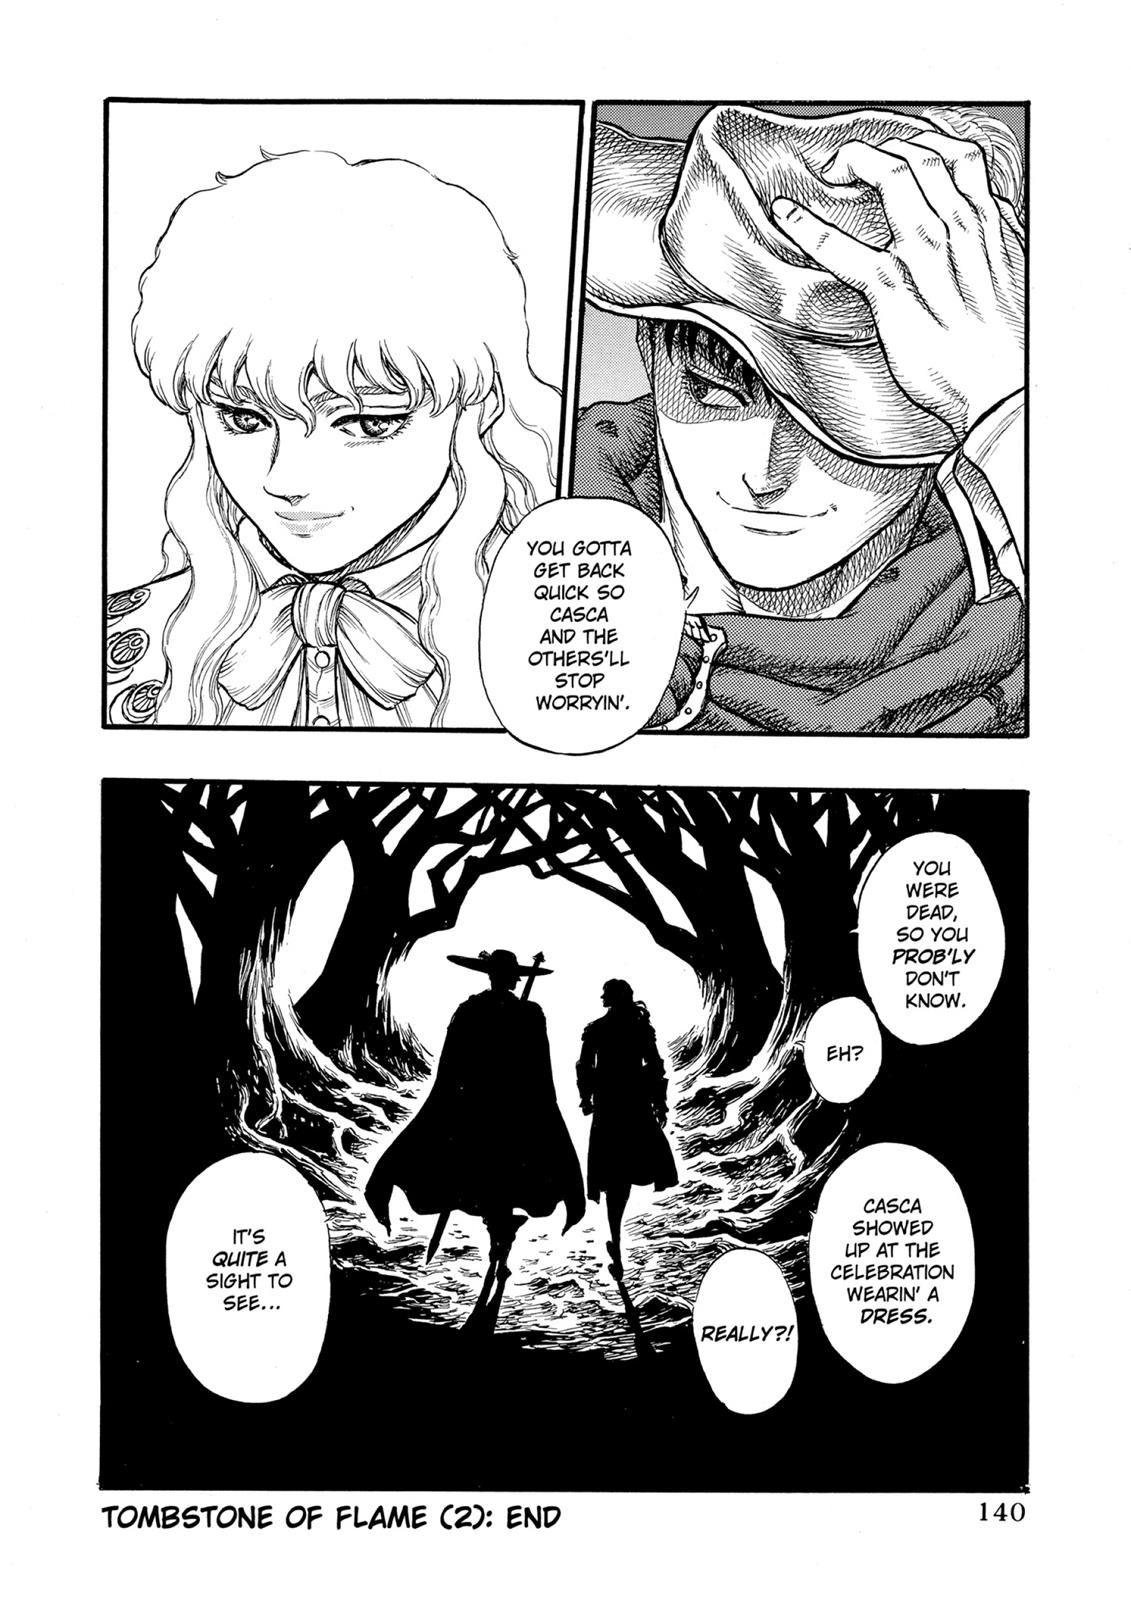 YOU GOTTA
GET BACK
QUICK SO
CASCA
AND THE
OTHERS'LL
STOP
WORRYIN'.
YOU
WERE
DEAD,
SO YOU
PROB'LY
DON'T
KNOW.
EH?
CASCA
SHOWED
UP AT THE
CELEBRATION
WEARIN' A
DRESS.
REALLY?!
IT'S
QUITE A
SIGHT TO
SEE...
TOMBSTONE OF FLAME (2): END
140